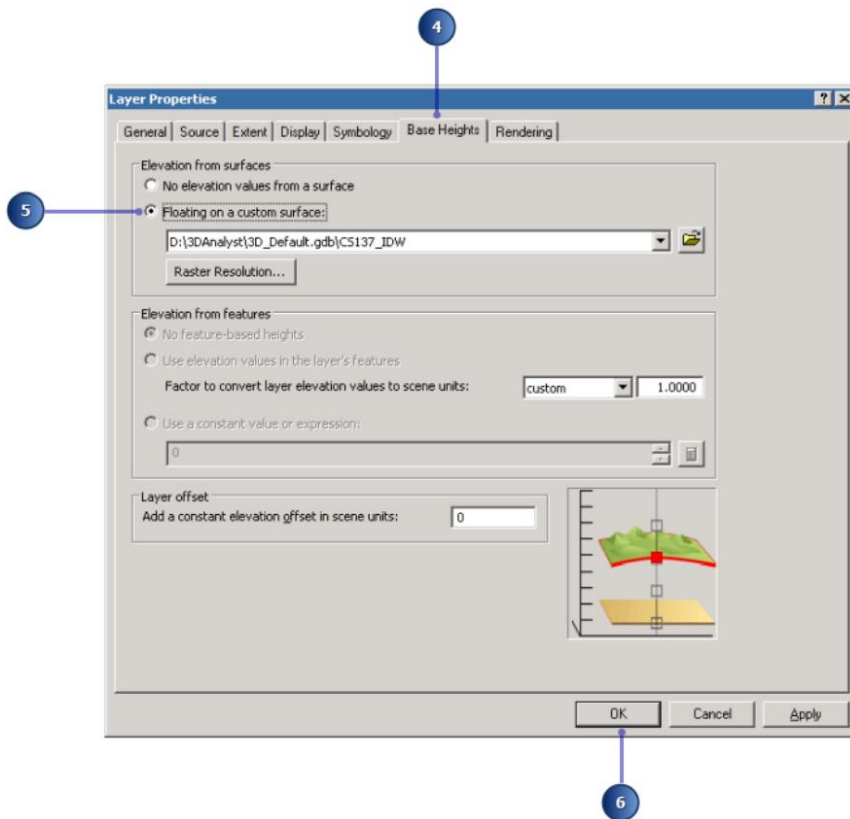 4
Layer Properties
General Source Extent Display Symbology Base Heights Rendering
Elevation from surfaces
No elevation values from a surface
5
Floating on a custom surface:
D:\3DAnalyst\3D_Default.gdb\CS137_IDW
Raster Resolution...
Elevation from features
No feature-based heights
Use elevation values in the layer's features
Factor to convert layer elevation values to scene units: custom 1.0000
Use a constant value or expression:
0
Layer offset
Add a constant elevation offset in scene units: 0
OK Cancel Apply
6